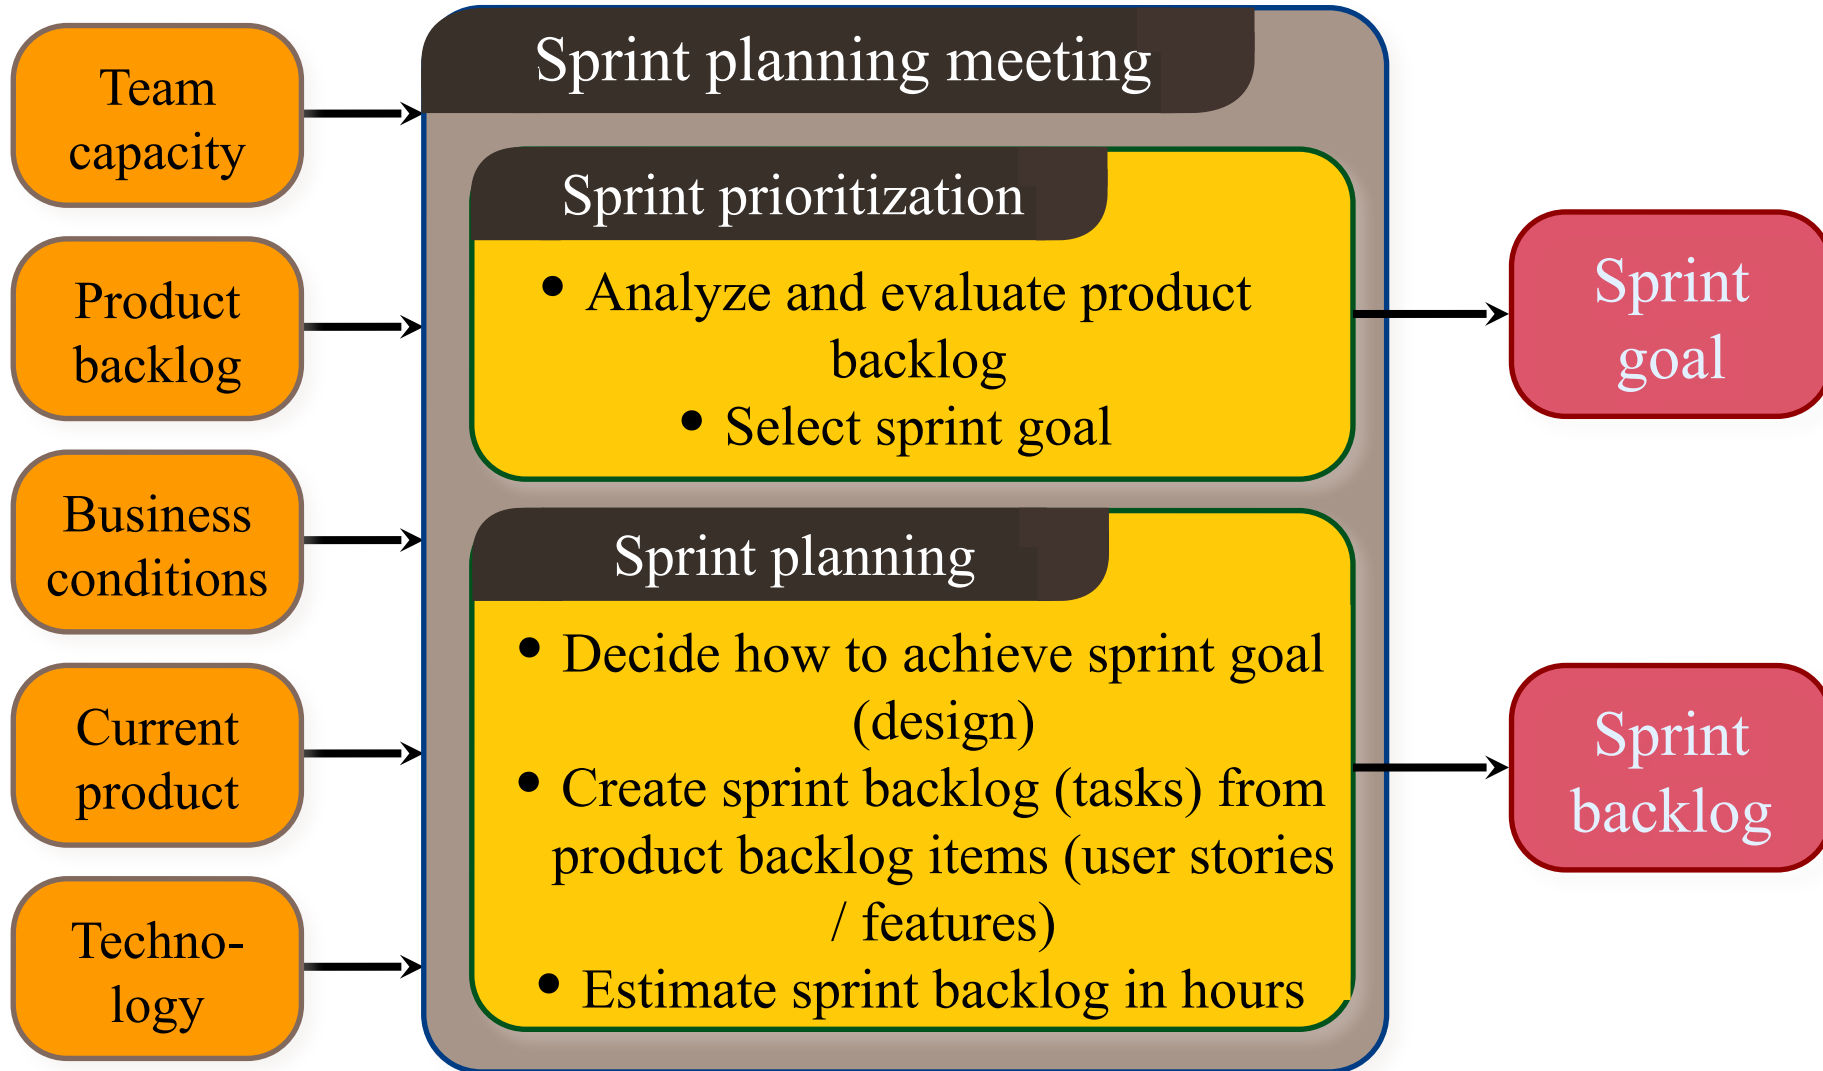 Team
capacity
Product
backlog
Business
conditions
Current
product
Techno-
logy
Sprint planning meeting
Sprint prioritization
• Analyze and evaluate product
backlog
• Select sprint goal
Sprint planning
• Decide how to achieve sprint goal
(design)
• Create sprint backlog (tasks) from
product backlog items (user stories
/ features)
• Estimate sprint backlog in hours
Sprint
goal
Sprint
backlog